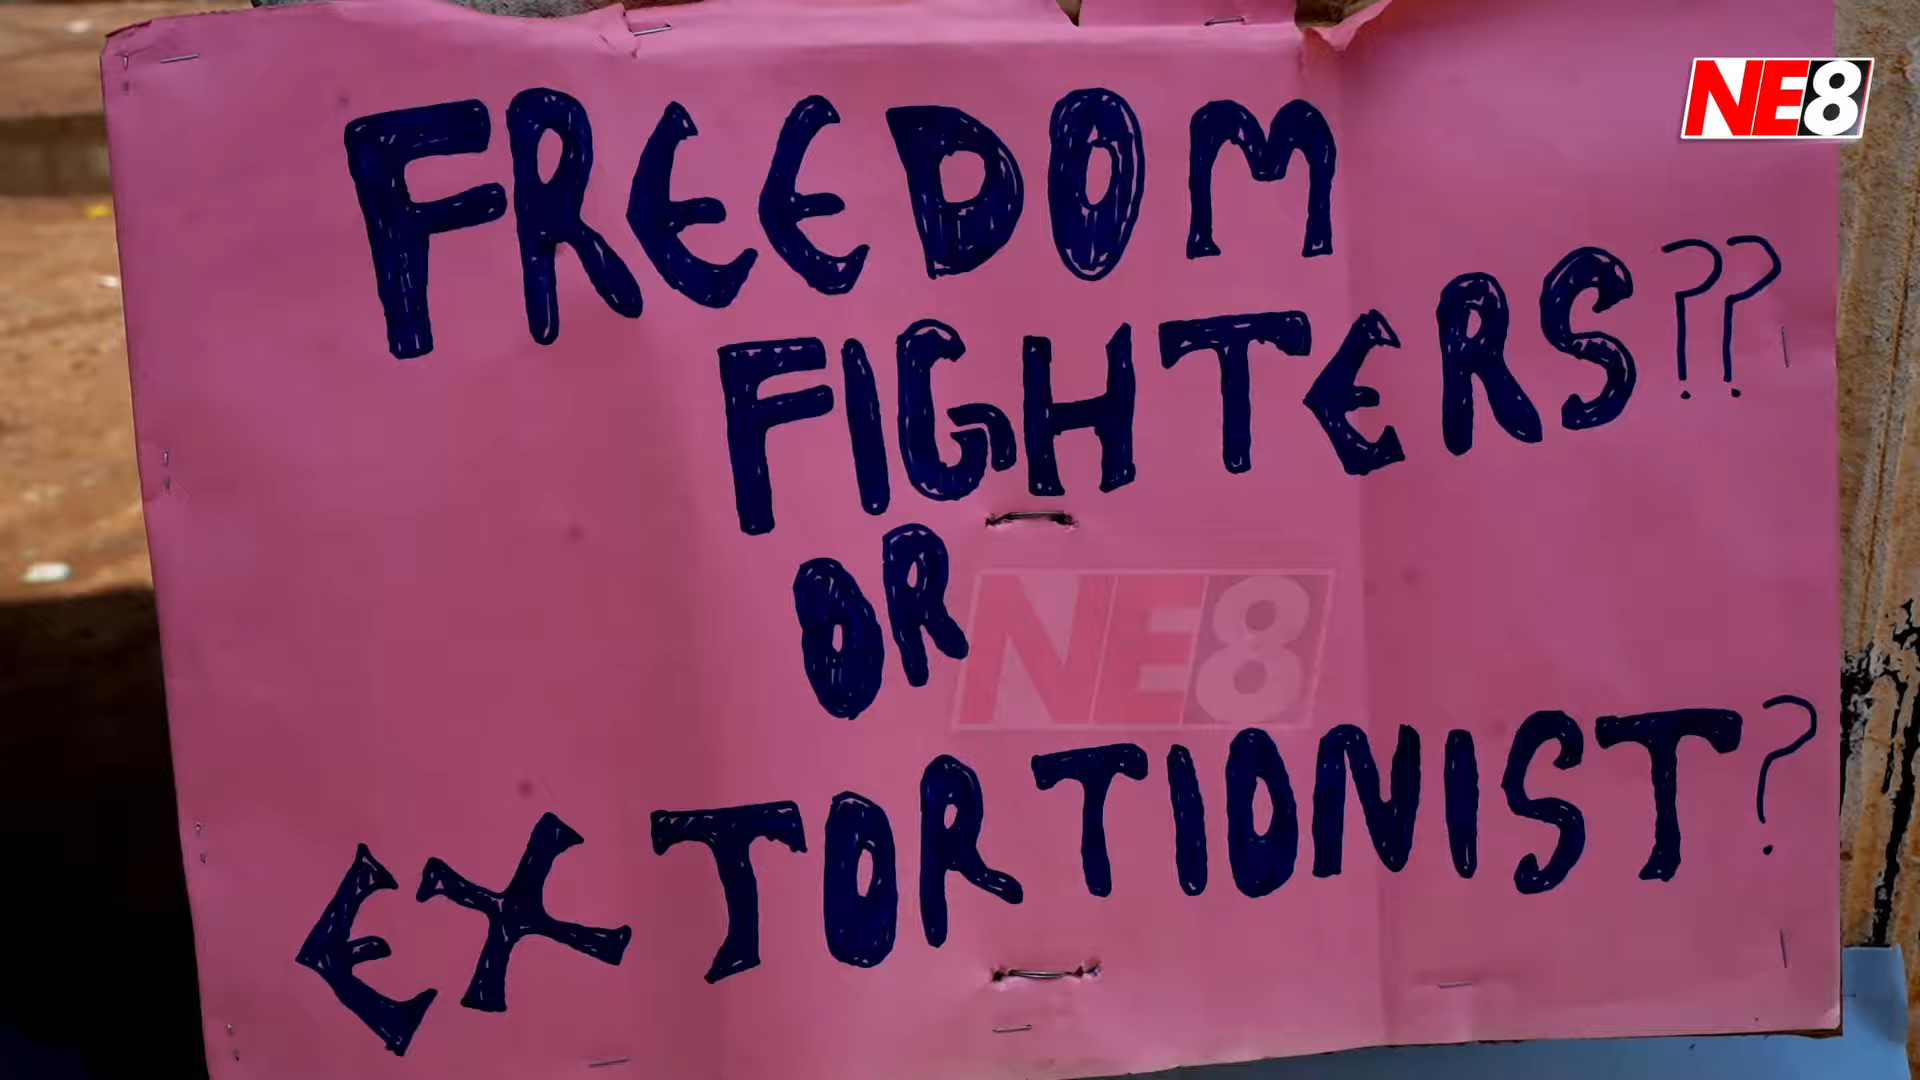 NE8
FREEDOM
FIGHTERS??
OR
NE8
EXTORTIONIST?